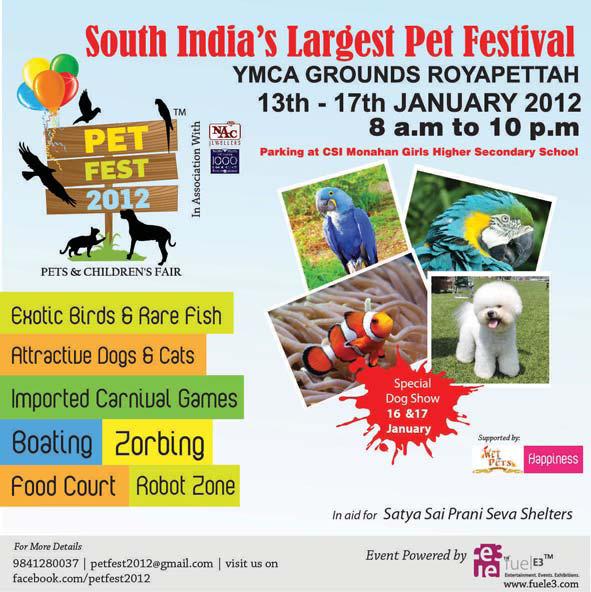 South India's Largest Pet Festival
YMCA GROUNDS ROYAPETTAH
13th - 17th JANUARY 2012
8 a.m to 10 p.m
Parking at CSI Monahan Girls Higher Secondary School
TM
PET
FEST
2012
PETS & CHILDREN'S FAIR
In Association With
NAC
JEWELLERS
1000
Exotic Birds & Rare Fish
Attractive Dogs & Cats
Imported Carnival Games
Boating Zorbing
Food Court Robot Zone
Special
Dog Show
16 &17
January
Supported by:
Wet
Pets
Happiness
In aid for Satya Sai Prani Seva Shelters
For More Details
9841280037 | petfest2012@gmail.com | visit us on
facebook.com/petfest2012
Event Powered by
fuelE3™
Entertainment. Events. Exhibitions.
www.fuele3.com